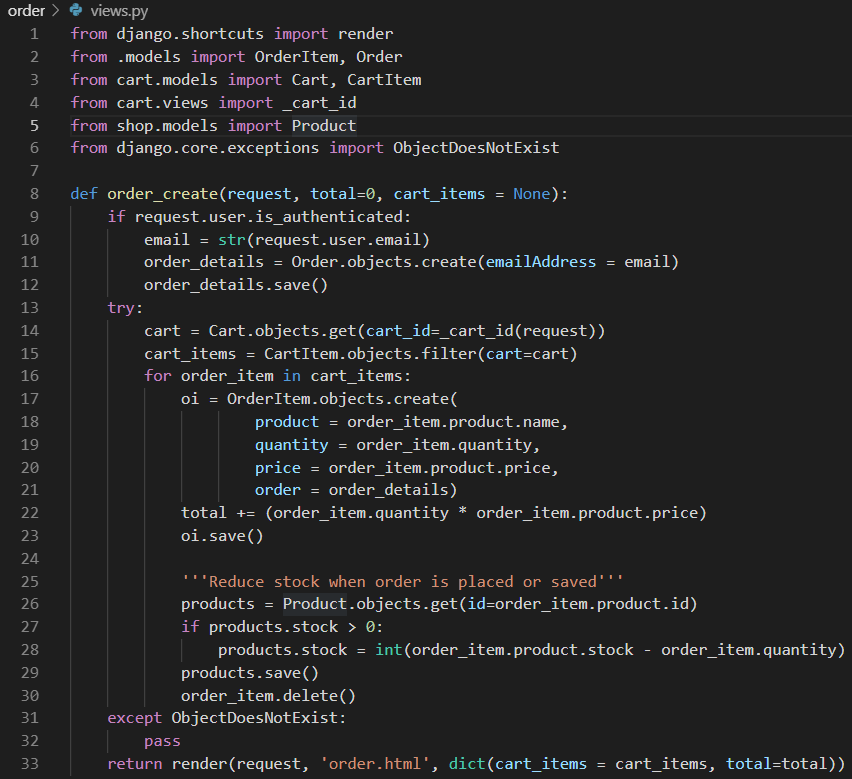 order > views.py
1 from django.shortcuts import render
2 from .models import OrderItem, Order
3 from cart.models import Cart, CartItem
4 from cart.views import _cart_id
5 from shop.models import Product
6 from django.core.exceptions import ObjectDoesNotExist
7
8 def order_create(request, total=0, cart_items = None):
9     if request.user.is_authenticated:
10         email = str(request.user.email)
11         order_details = Order.objects.create(emailAddress = email)
12         order_details.save()
13     try:
14         cart = Cart.objects.get(cart_id=_cart_id(request))
15         cart_items = CartItem.objects.filter(cart=cart)
16         for order_item in cart_items:
17             oi = OrderItem.objects.create(
18                     product = order_item.product.name,
19                     quantity = order_item.quantity,
20                     price = order_item.product.price,
21                     order = order_details)
22             total += (order_item.quantity * order_item.product.price)
23             oi.save()
24
25             '''Reduce stock when order is placed or saved'''
26             products = Product.objects.get(id=order_item.product.id)
27             if products.stock > 0:
28                 products.stock = int(order_item.product.stock - order_item.quantity)
29             products.save()
30             order_item.delete()
31     except ObjectDoesNotExist:
32         pass
33     return render(request, 'order.html', dict(cart_items = cart_items, total=total))